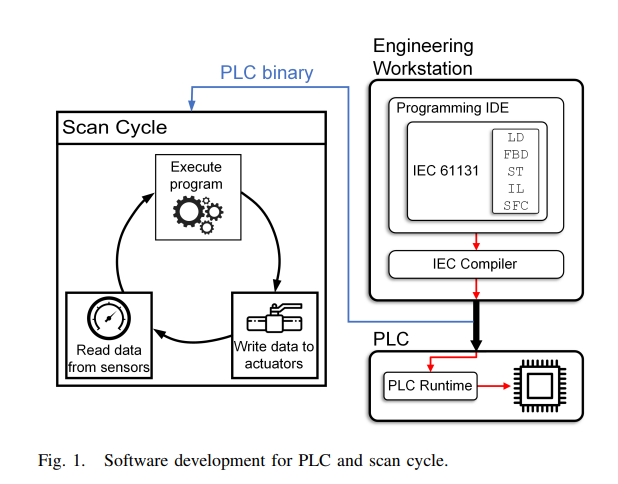 Engineering
Workstation
PLC binary
Programming IDE
Scan Cycle
LD
FBD
IEC 61131
ST
IL
SFC
Execute
program
IEC Compiler
PLC
Read data
from sensors
Write data to
actuators
PLC Runtime
Fig. 1. Software development for PLC and scan cycle.